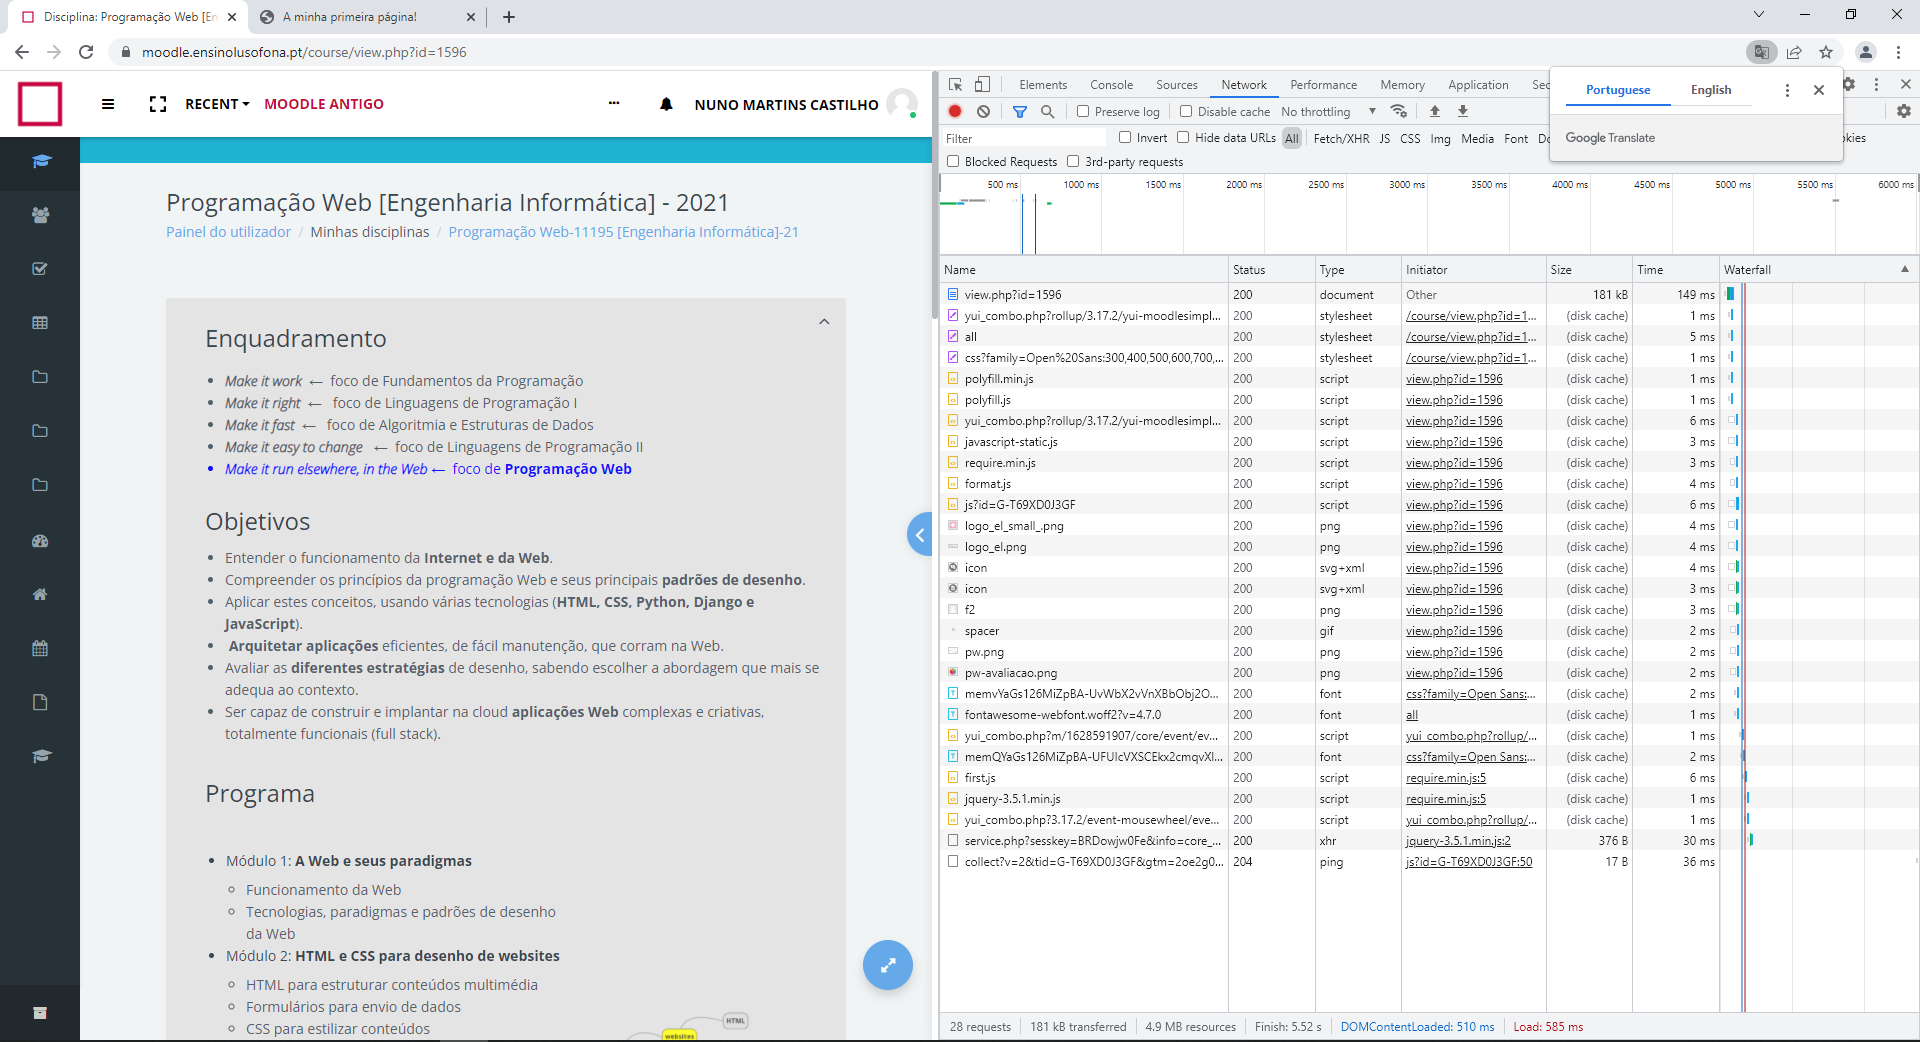 Disciplina: Programação Web [En
A minha primeira página!
moodle.ensinolusofona.pt/course/view.php?id=1596
RECENT
MOODLE ANTIGO
NUNO MARTINS CASTILHO
Programação Web [Engenharia Informática] - 2021
Painel do utilizador / Minhas disciplinas / Programação Web-11195 [Engenharia Informática]-21
Enquadramento
Make it work ← foco de Fundamentos da Programação
Make it right ← foco de Linguagens de Programação I
Make it fast ← foco de Algoritmia e Estruturas de Dados
Make it easy to change ← foco de Linguagens de Programação II
Make it run elsewhere, in the Web ← foco de Programação Web
Objetivos
Entender o funcionamento da Internet e da Web.
Compreender os princípios da programação Web e seus principais padrões de desenho.
Aplicar estes conceitos, usando várias tecnologias (HTML, CSS, Python, Django e
JavaScript).
Arquitetar aplicações eficientes, de fácil manutenção, que corram na Web.
Avaliar as diferentes estratégias de desenho, sabendo escolher a abordagem que mais se
adequa ao contexto.
Ser capaz de construir e implantar na cloud aplicações Web complexas e criativas,
totalmente funcionais (full stack).
Programa
Módulo 1: A Web e seus paradigmas
Funcionamento da Web
Tecnologias, paradigmas e padrões de desenho
da Web
Módulo 2: HTML e CSS para desenho de websites
HTML para estruturar conteúdos multimédia
Formulários para envio de dados
CSS para estilizar conteúdos
HTML
websites
Elements Console Sources Network Performance Memory Application Sec
Portuguese English
Google Translate
Preserve log Disable cache No throttling
Filter Invert Hide data URLs All Fetch/XHR JS CSS Img Media Font Do okies
Blocked Requests 3rd-party requests
500 ms 1000 ms 1500 ms 2000 ms 2500 ms 3000 ms 3500 ms 4000 ms 4500 ms 5000 ms 5500 ms 6000 ms
Name Status Type Initiator Size Time Waterfall
view.php?id=1596 200 document Other 181 kB 149 ms
yui_combo.php?rollup/3.17.2/yui-moodlesimpl... 200 stylesheet /course/view.php?id=1... (disk cache) 1 ms
all 200 stylesheet /course/view.php?id=1... (disk cache) 5 ms
css?family=Open%20Sans:300,400,500,600,700,... 200 stylesheet /course/view.php?id=1... (disk cache) 1 ms
polyfill.min.js 200 script view.php?id=1596 (disk cache) 1 ms
polyfill.js 200 script view.php?id=1596 (disk cache) 1 ms
yui_combo.php?rollup/3.17.2/yui-moodlesimpl... 200 script view.php?id=1596 (disk cache) 6 ms
javascript-static.js 200 script view.php?id=1596 (disk cache) 3 ms
require.min.js 200 script view.php?id=1596 (disk cache) 3 ms
format.js 200 script view.php?id=1596 (disk cache) 4 ms
js?id=G-T69XD0J3GF 200 script view.php?id=1596 (disk cache) 6 ms
logo_el_small_.png 200 png view.php?id=1596 (disk cache) 4 ms
logo_el.png 200 png view.php?id=1596 (disk cache) 4 ms
icon 200 svg+xml view.php?id=1596 (disk cache) 4 ms
icon 200 svg+xml view.php?id=1596 (disk cache) 3 ms
f2 200 png view.php?id=1596 (disk cache) 3 ms
spacer 200 gif view.php?id=1596 (disk cache) 2 ms
pw.png 200 png view.php?id=1596 (disk cache) 2 ms
pw-avaliacao.png 200 png view.php?id=1596 (disk cache) 2 ms
memvYaGs126MiZpBA-UvWbX2vVnXBbObj2O... 200 font css?family=Open Sans:... (disk cache) 2 ms
fontawesome-webfont.woff2?v=4.7.0 200 font all (disk cache) 1 ms
yui_combo.php?m/1628591907/core/event/ev... 200 script yui_combo.php?rollup/... (disk cache) 1 ms
memQYaGs126MiZpBA-UFUIcVXSCEkx2cmqvXl... 200 font css?family=Open Sans:... (disk cache) 2 ms
first.js 200 script require.min.js:5 (disk cache) 6 ms
jquery-3.5.1.min.js 200 script require.min.js:5 (disk cache) 1 ms
yui_combo.php?3.17.2/event-mousewheel/eve... 200 script yui_combo.php?rollup/... (disk cache) 1 ms
service.php?sesskey=BRDowjw0Fe&info=core_... 200 xhr jquery-3.5.1.min.js:2 376 B 30 ms
collect?v=2&tid=G-T69XD0J3GF&gtm=2oe2g0... 204 ping js?id=G-T69XD0J3GF:50 17 B 36 ms
28 requests 181 kB transferred 4.9 MB resources Finish: 5.52 s DOMContentLoaded: 510 ms Load: 585 ms